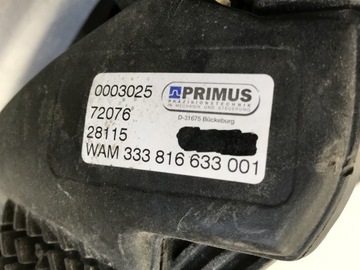 0003025
PRIMUS
PRÄZISIONSTECHNIK
IN MECHANIK UND STEUERUNG
D-31675 Bückeburg
72076
28115
WAM 333 816 633 001